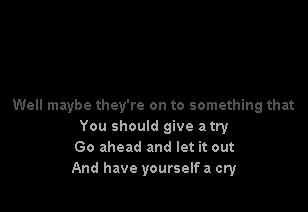 Well maybe they're on to something that
You should give a try
Go ahead and let it out
And have yourself a cry